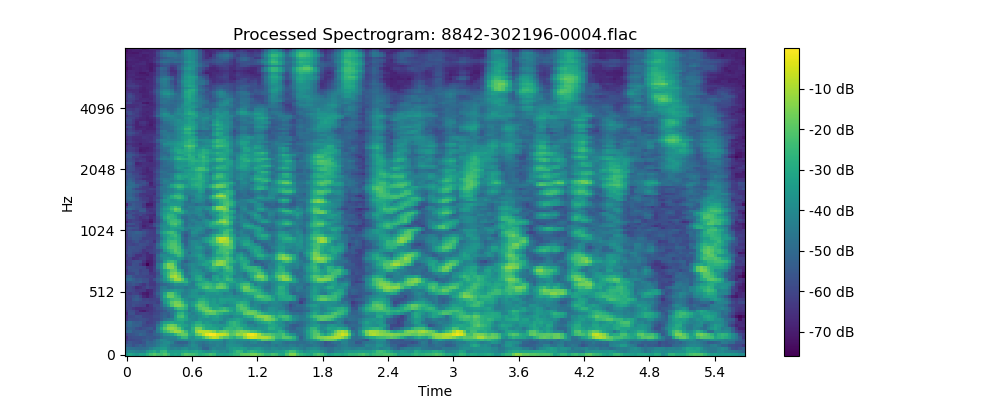 Processed Spectrogram: 8842-302196-0004.flac
Hz
4096
2048
1024
512
0
0 0.6 1.2 1.8 2.4 3 3.6 4.2 4.8 5.4
Time
-10 dB
-20 dB
-30 dB
-40 dB
-50 dB
-60 dB
-70 dB